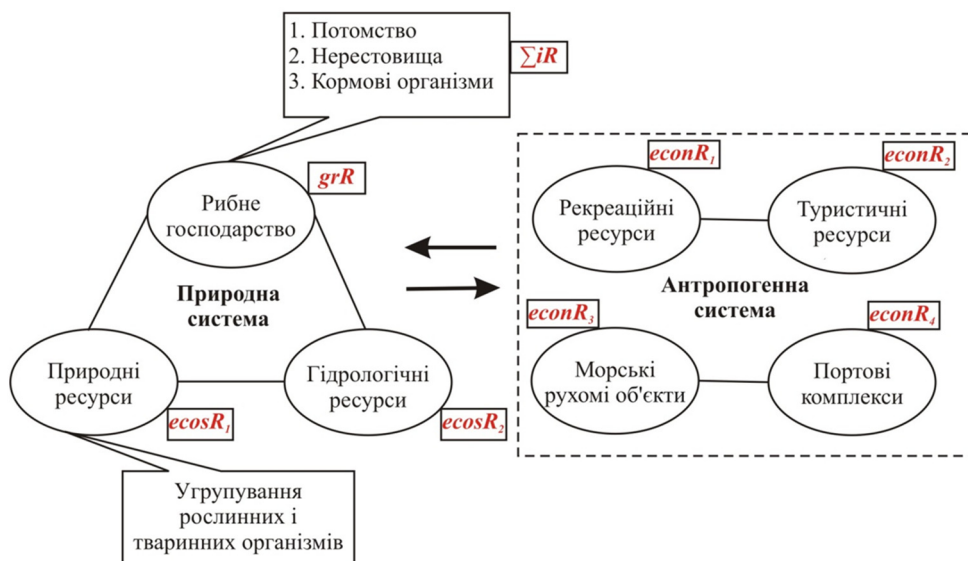 1. Потомство
2. Нерестовища
3. Кормові організми
∑iR
grR
Рибне
господарство
Природна
система
Природні
ресурси
ecosR₁
Гідрологічні
ресурси
ecosR₂
Угрупування
рослинних і
тваринних організмів
econR₁
Рекреаційні
ресурси
econR₂
Туристичні
ресурси
Антропогенна
система
econR₃
Морські
рухомі об'єкти
econR₄
Портові
комплекси